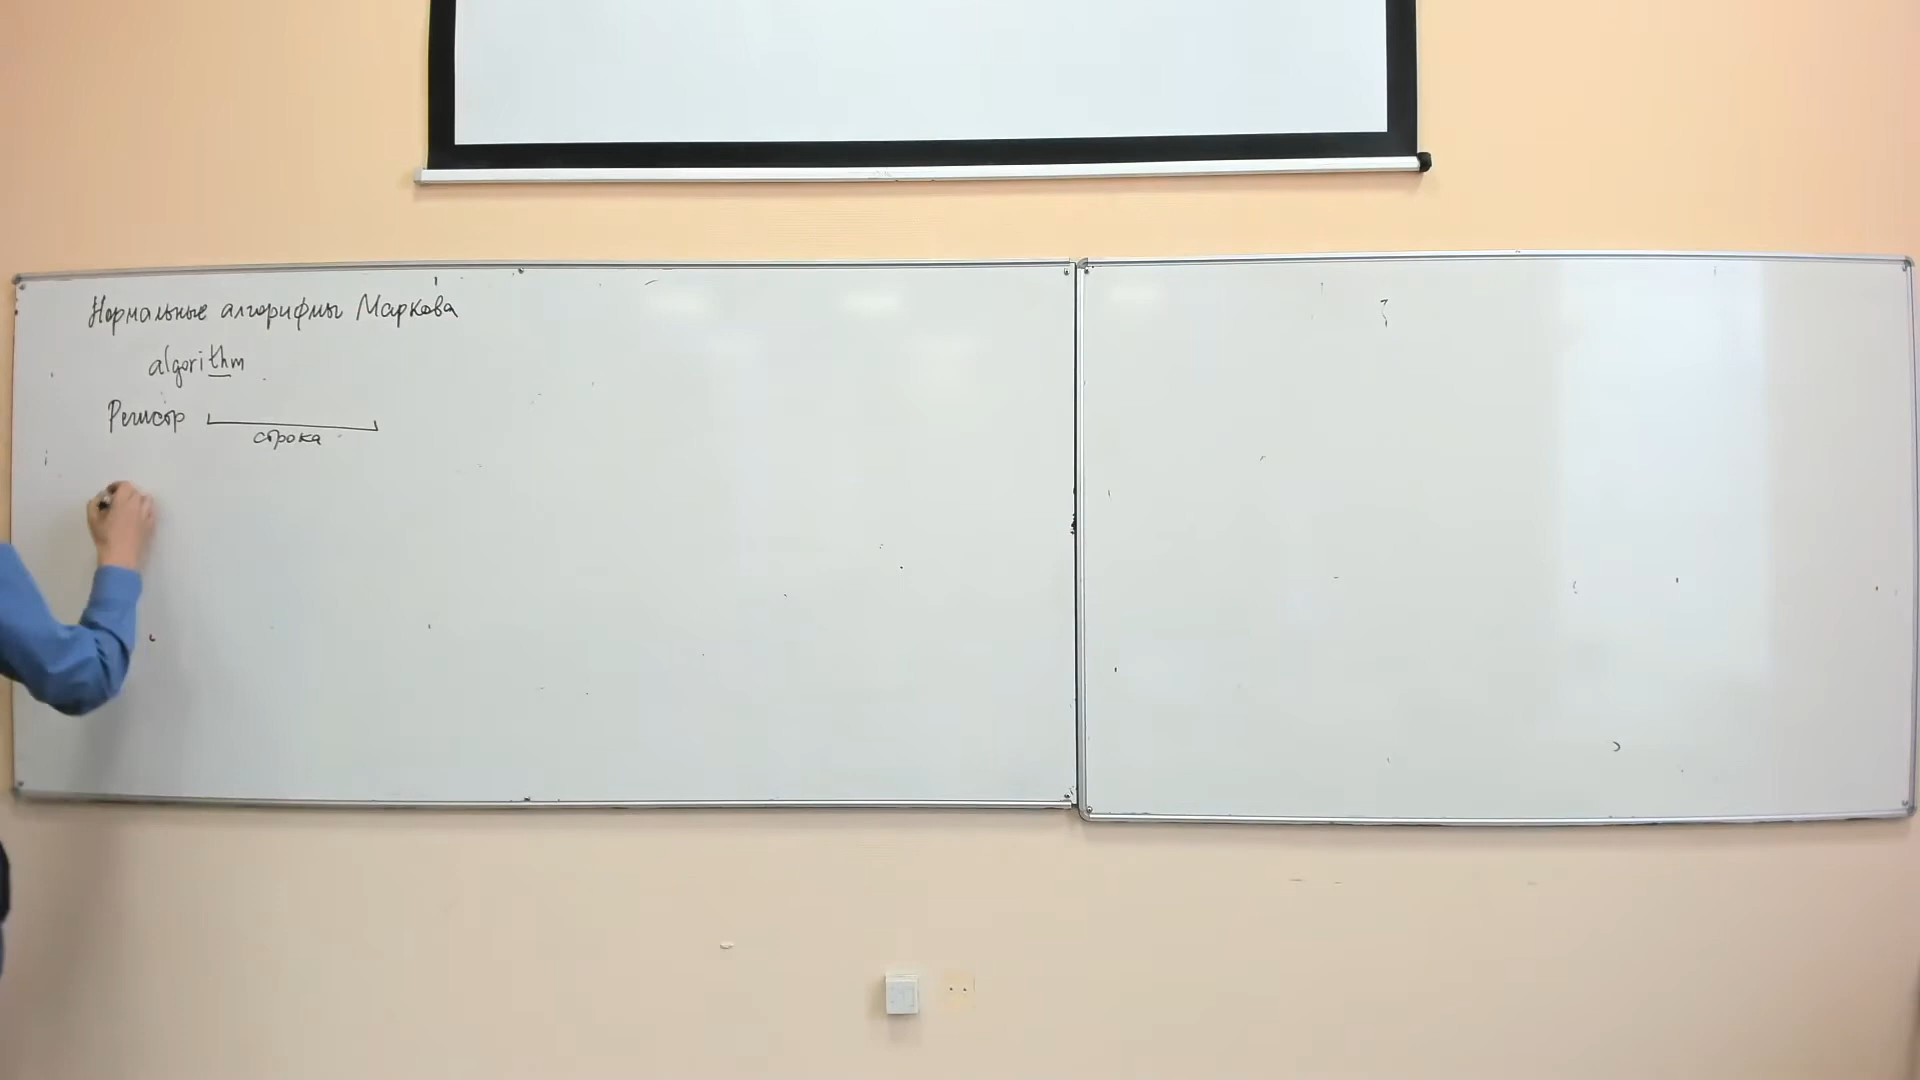 Нормальные алгорифмы Маркова
algorithm
Регистр
строка